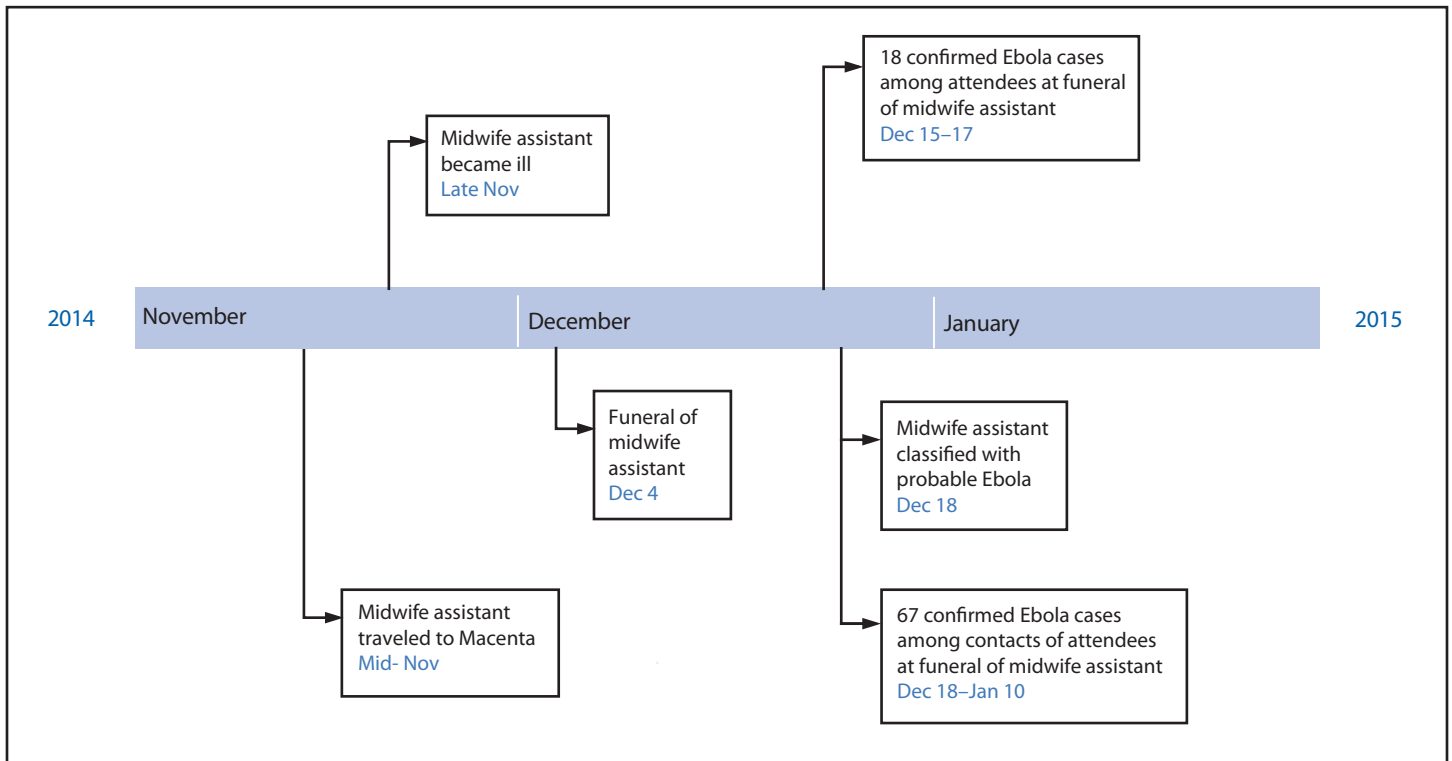 18 confirmed Ebola cases
among attendees at funeral
of midwife assistant
Dec 15–17
Midwife assistant
became ill
Late Nov
2014
November
December
January
2015
Funeral of
midwife
assistant
Dec 4
Midwife assistant
classified with
probable Ebola
Dec 18
Midwife assistant
traveled to Macenta
Mid- Nov
67 confirmed Ebola cases
among contacts of attendees
at funeral of midwife assistant
Dec 18–Jan 10